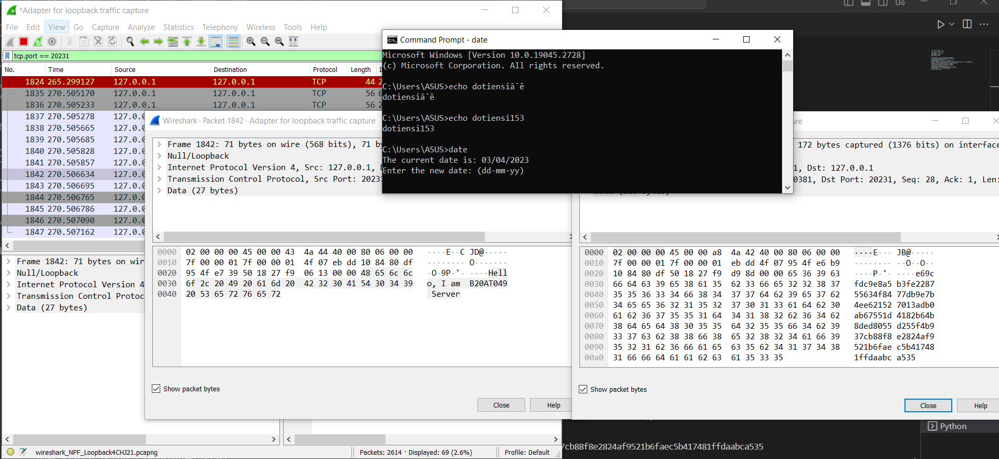 *Adapter for loopback traffic capture
File Edit View Go Capture Analyze Statistics Telephony Wireless Tools Help
tcp.port == 20231
No. Time Source Destination Protocol Length
1824 265.299127 127.0.0.1 127.0.0.1 TCP 44 2
1835 270.505170 127.0.0.1 127.0.0.1 TCP 56 6
1836 270.505233 127.0.0.1 127.0.0.1 TCP 56 2
1837 270.505278 127.0.0
1838 270.505665 127.0.0
1839 270.505685 127.0.0
1840 270.505828 127.0.0
1841 270.505857 127.0.0
1842 270.506634 127.0.0
1843 270.506695 127.0.0
1844 270.506765 127.0.0
1845 270.506786 127.0.0
1846 270.507090 127.0.0
1847 270.507162 127.0.0
Frame 1842: 71 bytes on wir
Null/Loopback
Internet Protocol Version 4
Transmission Control Protoc
Data (27 bytes)
wireshark_NPF_Loopback4CHJ21.pcapng
Packets: 2614 · Displayed: 69 (2.6%)
Profile: Default
Wireshark · Packet 1842 · Adapter for loopback traffic capture
Frame 1842: 71 bytes on wire (568 bits), 71 by
Null/Loopback
Internet Protocol Version 4, Src: 127.0.0.1, D
Transmission Control Protocol, Src Port: 20231
Data (27 bytes)
0000 02 00 00 00 45 00 00 43 4a 44 40 00 80 06 00 00 ····E··C JD@·····
0010 7f 00 00 01 7f 00 00 01 4f 07 eb dd 10 84 80 df ········ O·······
0020 95 4f e7 39 50 18 27 f9 06 13 00 00 48 65 6c 6c ·O·9P·'· ····Hell
0030 6f 2c 20 49 20 61 6d 20 42 32 30 41 54 30 34 39 o, I am B20AT049
0040 20 53 65 72 76 65 72 Server
Show packet bytes
Close
Help
Command Prompt - date
Microsoft Windows [Version 10.0.19045.2728]
(c) Microsoft Corporation. All rights reserved.
C:\Users\ASUS>echo dotiensiă`ê
dotiensiă`ê
C:\Users\ASUS>echo dotiensi153
dotiensi153
C:\Users\ASUS>date
The current date is: 03/04/2023
Enter the new date: (dd-mm-yy)
ure
172 bytes captured (1376 bits) on interface
1, Dst: 127.0.0.1
0381, Dst Port: 20231, Seq: 28, Ack: 1, Len:
0000 02 00 00 00 45 00 00 a8 4a 42 40 00 80 06 00 00 ····E··· JB@·····
0010 7f 00 00 01 7f 00 00 01 eb dd 4f 07 95 4f e6 b9 ········ ··O··O··
0020 10 84 80 df 50 18 27 f9 d9 8d 00 00 65 36 39 63 ····P·'· ····e69c
0030 66 64 63 39 65 38 61 35 62 33 66 65 32 32 38 37 fdc9e8a5 b3fe2287
0040 35 35 36 33 34 66 38 34 37 37 64 62 39 65 37 62 55634f84 77db9e7b
0050 34 65 65 36 32 31 35 32 37 30 31 33 61 64 62 30 4ee62152 7013adb0
0060 61 62 36 37 35 35 31 64 34 31 38 32 62 36 34 62 ab67551d 4182b64b
0070 38 64 65 64 38 30 35 35 64 32 35 35 66 34 62 39 8ded8055 d255f4b9
0080 33 37 63 62 38 38 66 38 65 32 38 32 34 61 66 39 37cb88f8 e2824af9
0090 35 32 31 62 36 66 61 65 63 35 62 34 31 37 34 38 521b6fae c5b41748
00a0 31 66 66 64 61 61 62 63 61 35 33 35 1ffdaabc a535
Show packet bytes
Close
Help
Python
7cb88f8e2824af9521b6faec5b417481ffdaabca535